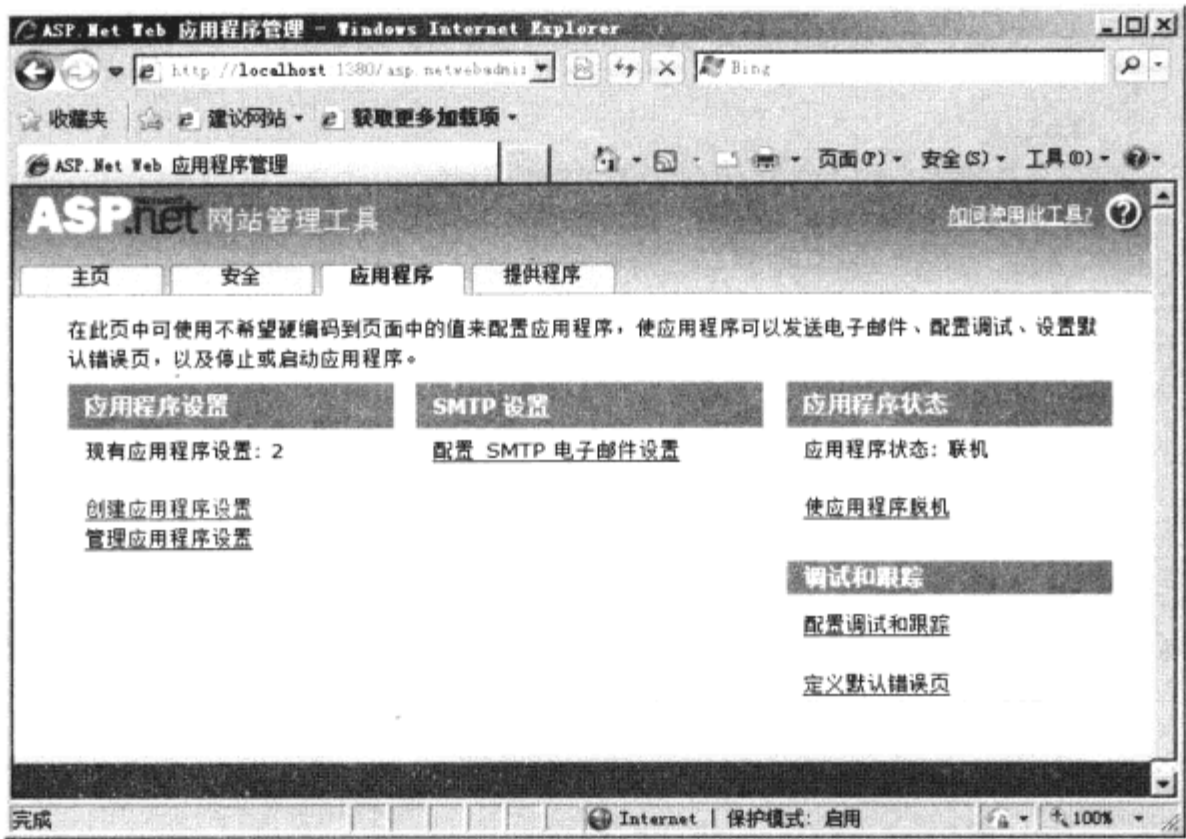 ASP.Net Web 应用程序管理 - Windows Internet Explorer
http://localhost:1380/asp.netwebadmi
Bing
收藏夹 建议网站 获取更多加载项
ASP.Net Web 应用程序管理
页面(P) 安全(S) 工具(O)
ASP.net 网站管理工具 如何使用此工具?
主页 安全 应用程序 提供程序
在此页中可使用不希望硬编码到页面中的值来配置应用程序,使应用程序可以发送电子邮件、配置调试、设置默
认错误页,以及停止或启动应用程序。
应用程序设置
现有应用程序设置: 2
创建应用程序设置
管理应用程序设置
SMTP 设置
配置 SMTP 电子邮件设置
应用程序状态
应用程序状态: 联机
使应用程序脱机
调试和跟踪
配置调试和跟踪
定义默认错误页
完成 Internet | 保护模式: 启用 100%